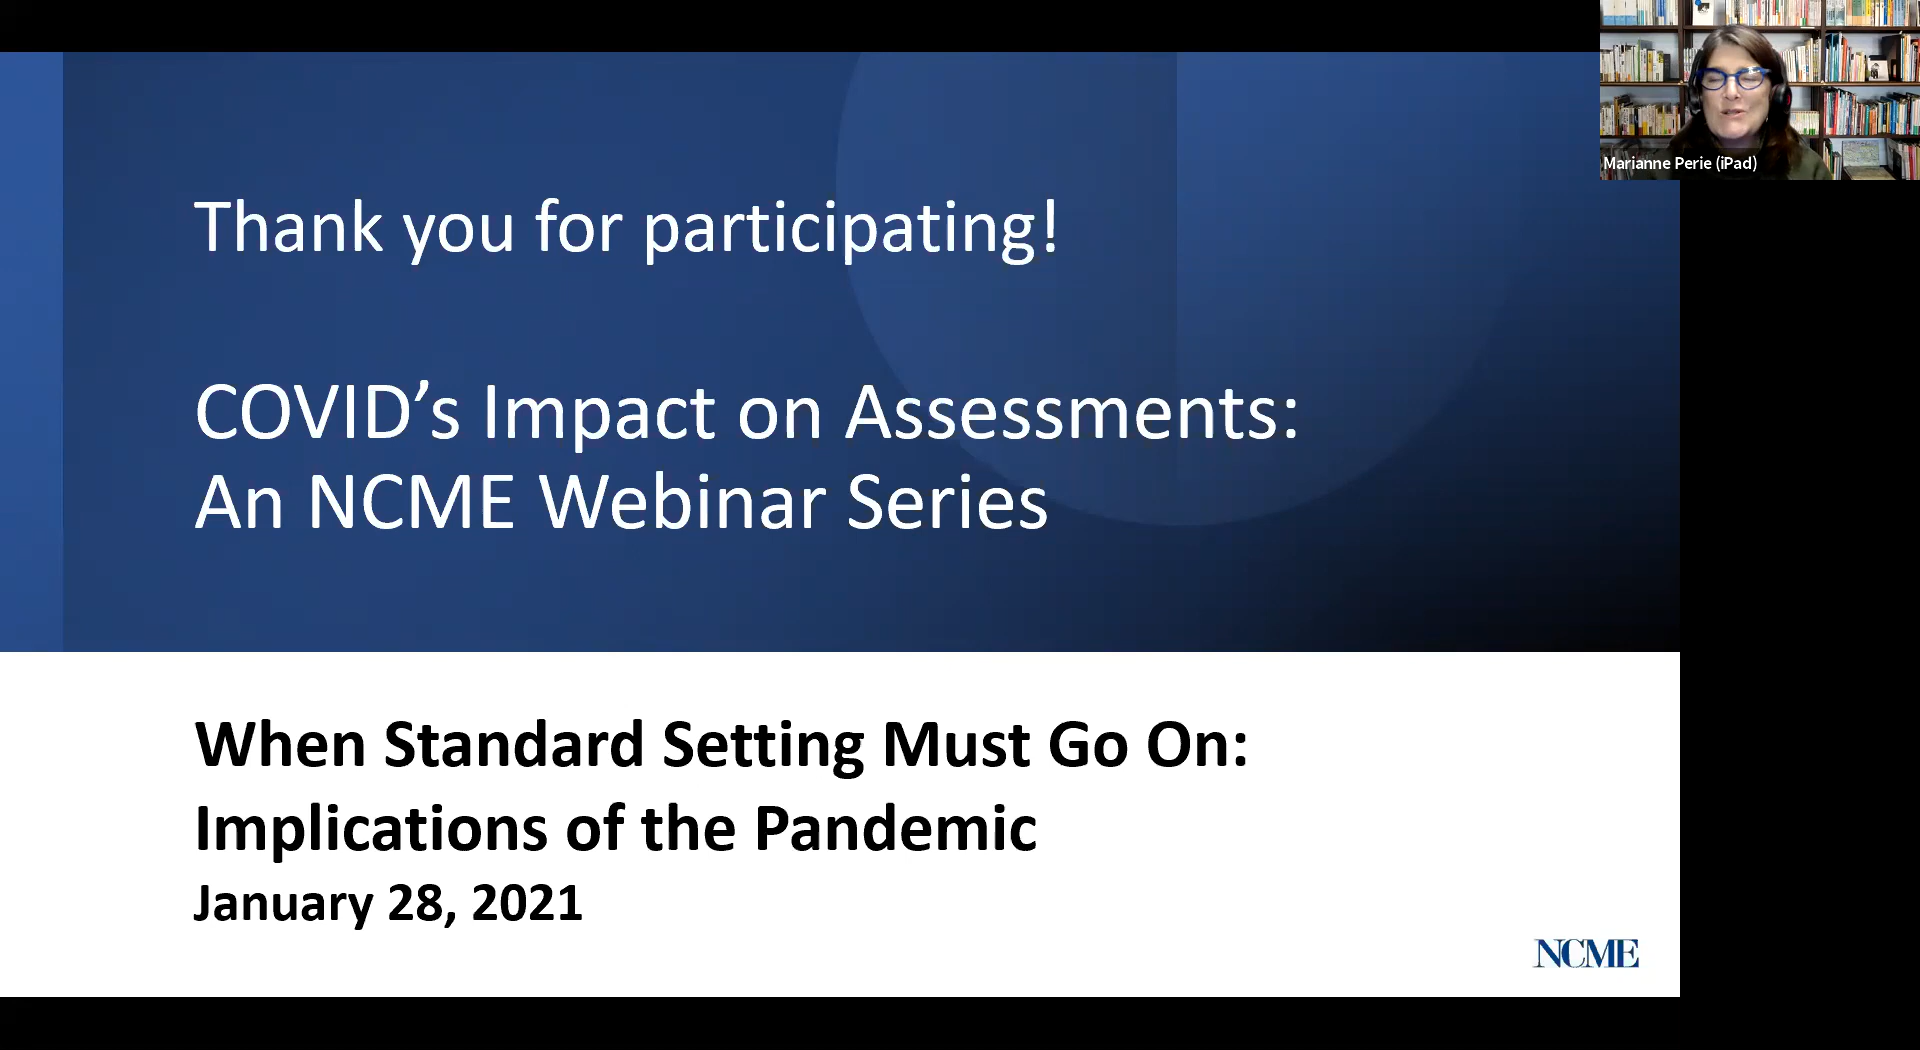 Thank you for participating!
COVID’s Impact on Assessments:
An NCME Webinar Series
When Standard Setting Must Go On:
Implications of the Pandemic
January 28, 2021
NCME
Marianne Perie (iPad)